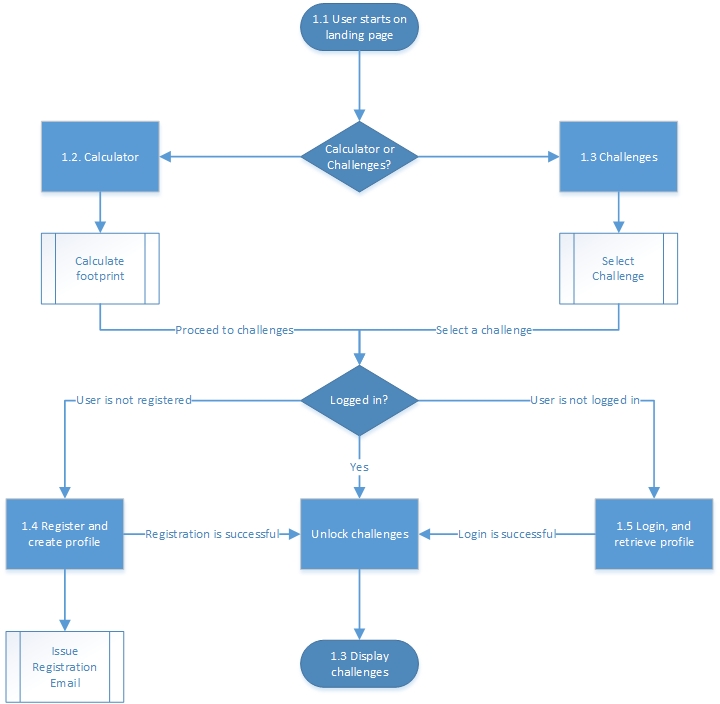 1.1 User starts on
landing page
1.2. Calculator
Calculator or
Challenges?
1.3 Challenges
Calculate
footprint
Select
Challenge
Proceed to challenges
Select a challenge
User is not registered
Logged in?
User is not logged in
Yes
1.4 Register and
create profile
Registration is successful
Unlock challenges
Login is successful
1.5 Login, and
retrieve profile
Issue
Registration
Email
1.3 Display
challenges